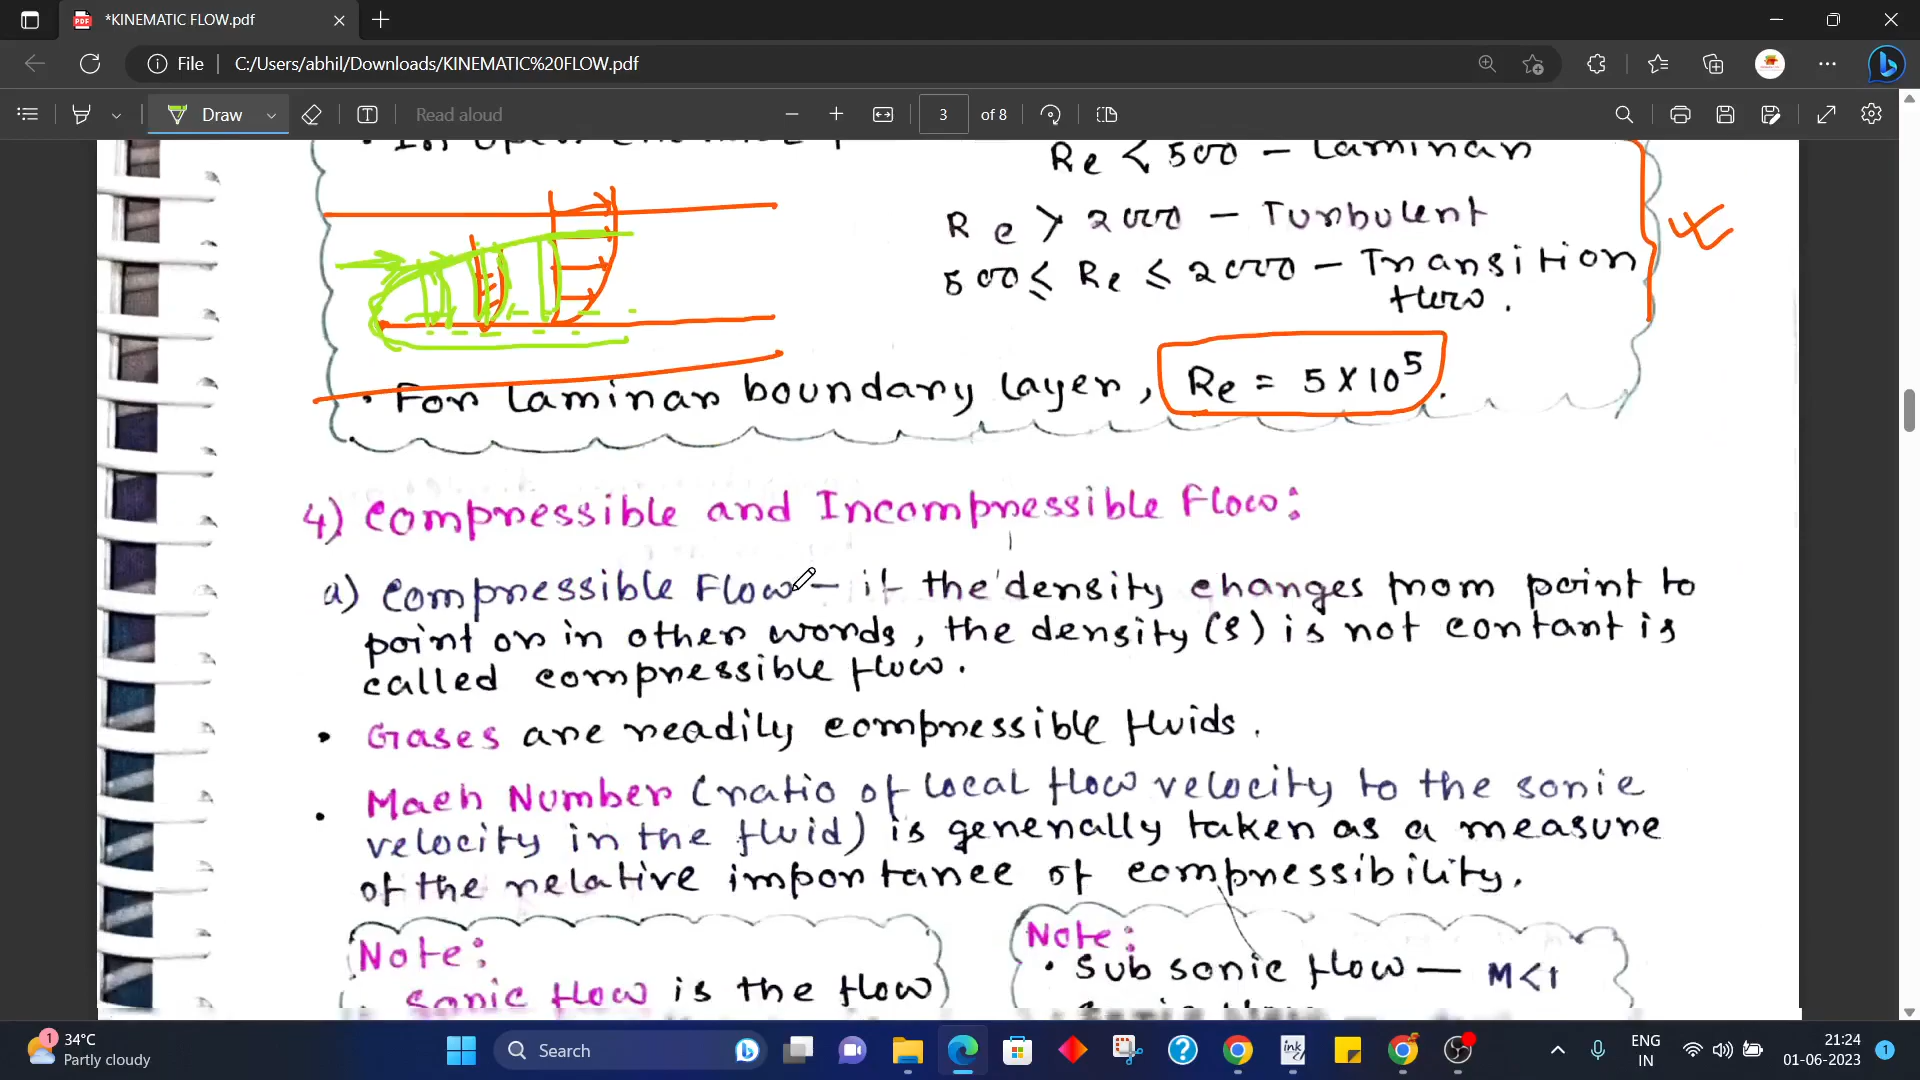 *KINEMATIC FLOW.pdf
File
C:/Users/abhil/Downloads/KINEMATIC%20FLOW.pdf
Draw
Read aloud
3 of 8
Re < 500 - Laminar
Re > 2000 - Turbulent
500 ≤ Re ≤ 2000 - Transition
flow.
• For laminar boundary layer, Re = 5 X 10⁵.
4) Compressible and Incompressible Flow:
a) Compressible Flow - if the density changes from point to
point or in other words, the density (ρ) is not contant is
called compressible flow.
• Gases are readily compressible fluids.
• Mach Number (ratio of local flow velocity to the sonic
velocity in the fluid) is generally taken as a measure
of the relative importance of compressibility.
Note:
sonic flow is the flow
Note:
• Sub sonic flow - M<1
1
34°C
Partly cloudy
Search
ink
ENG
IN
21:24
01-06-2023
1